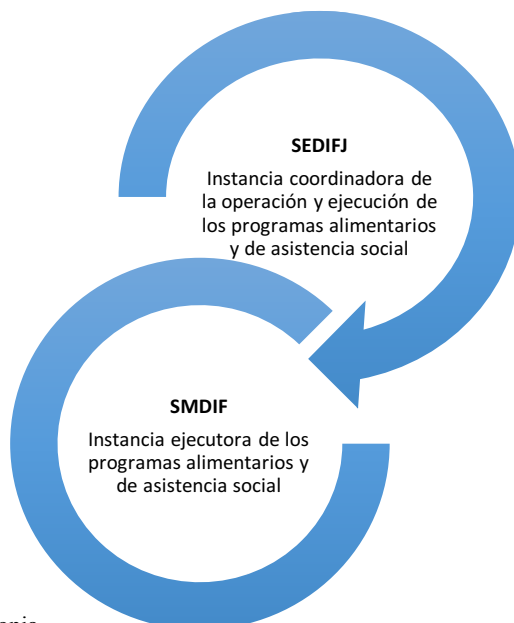 SEDIFJ
Instancia coordinadora de
la operación y ejecución de
los programas alimentarios
y de asistencia social
SMDIF
Instancia ejecutora de los
programas alimentarios y
de asistencia social